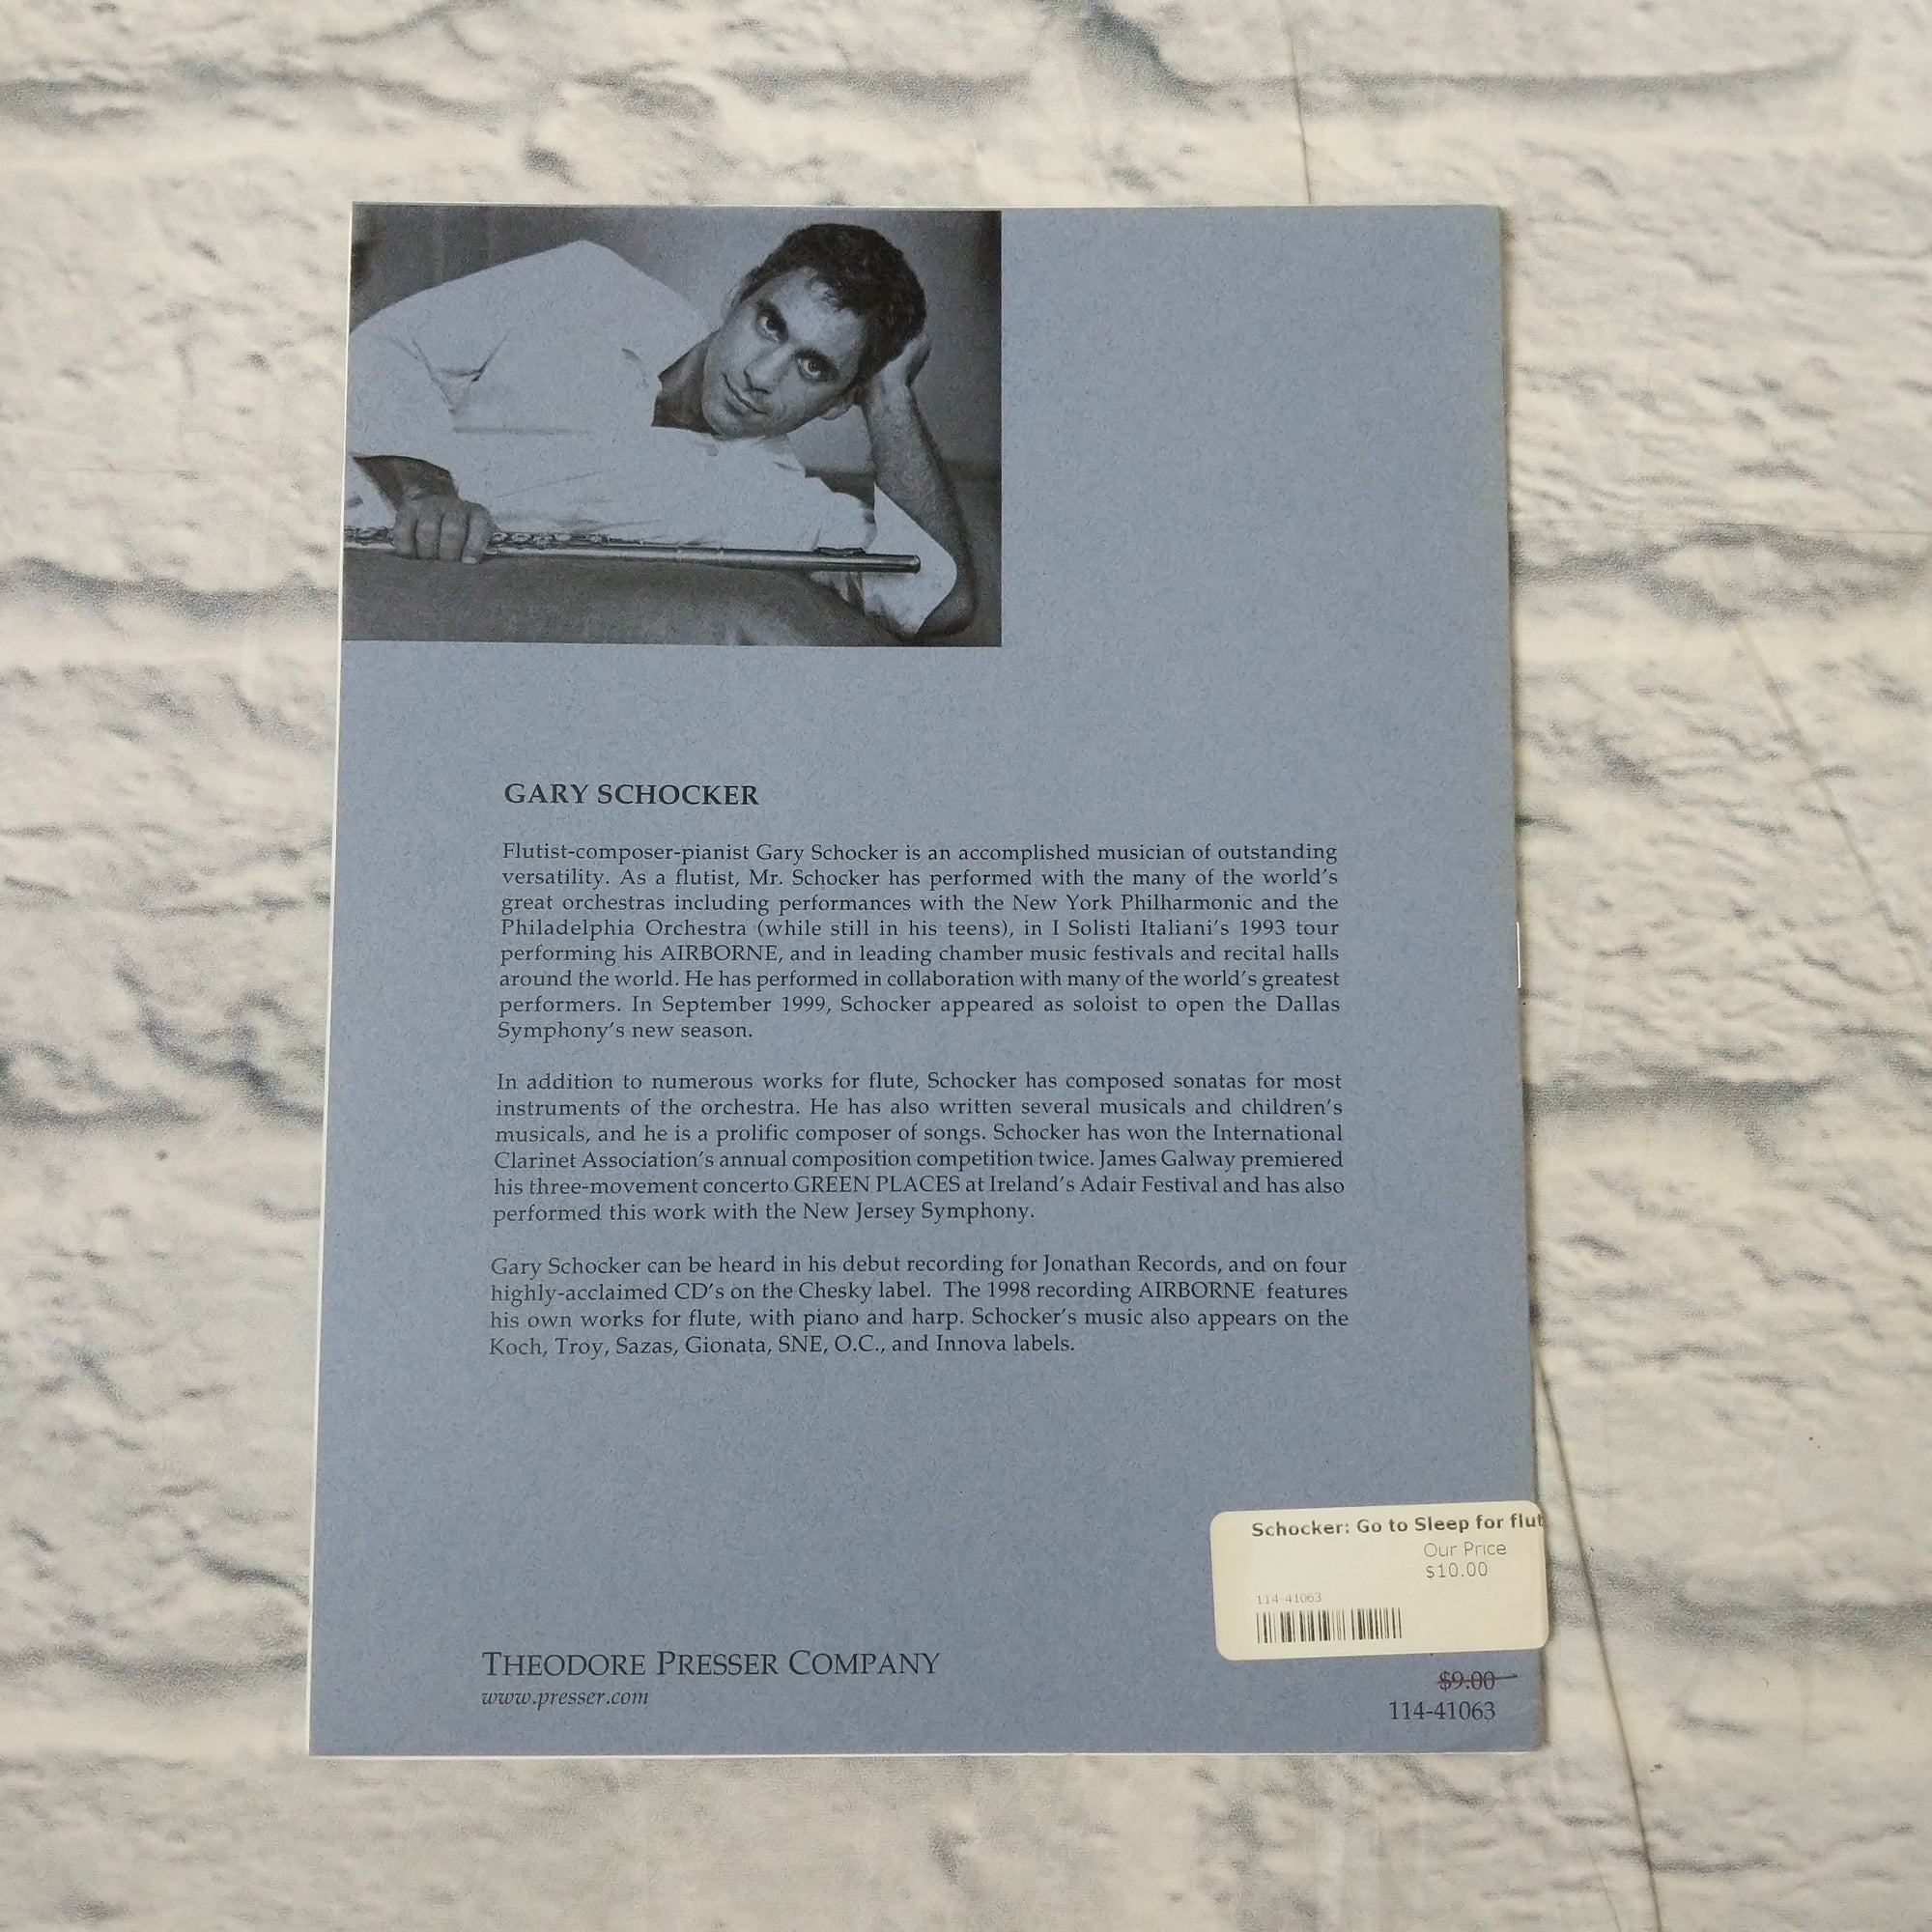 GARY SCHOCKER
Flutist-composer-pianist Gary Schocker is an accomplished musician of outstanding
versatility. As a flutist, Mr. Schocker has performed with the many of the world's
great orchestras including performances with the New York Philharmonic and the
Philadelphia Orchestra (while still in his teens), in I Solisti Italiani's 1993 tour
performing his AIRBORNE, and in leading chamber music festivals and recital halls
around the world. He has performed in collaboration with many of the world's greatest
performers. In September 1999, Schocker appeared as soloist to open the Dallas
Symphony's new season.
In addition to numerous works for flute, Schocker has composed sonatas for most
instruments of the orchestra. He has also written several musicals and children's
musicals, and he is a prolific composer of songs. Schocker has won the International
Clarinet Association's annual composition competition twice. James Galway premiered
his three-movement concerto GREEN PLACES at Ireland's Adair Festival and has also
performed this work with the New Jersey Symphony.
Gary Schocker can be heard in his debut recording for Jonathan Records, and on four
highly-acclaimed CD's on the Chesky label. The 1998 recording AIRBORNE features
his own works for flute, with piano and harp. Schocker's music also appears on the
Koch, Troy, Sazas, Gionata, SNE, O.C., and Innova labels.
Schocker: Go to Sleep for flut
Our Price
$10.00
114-41063
THEODORE PRESSER COMPANY
www.presser.com
$9.00
114-41063